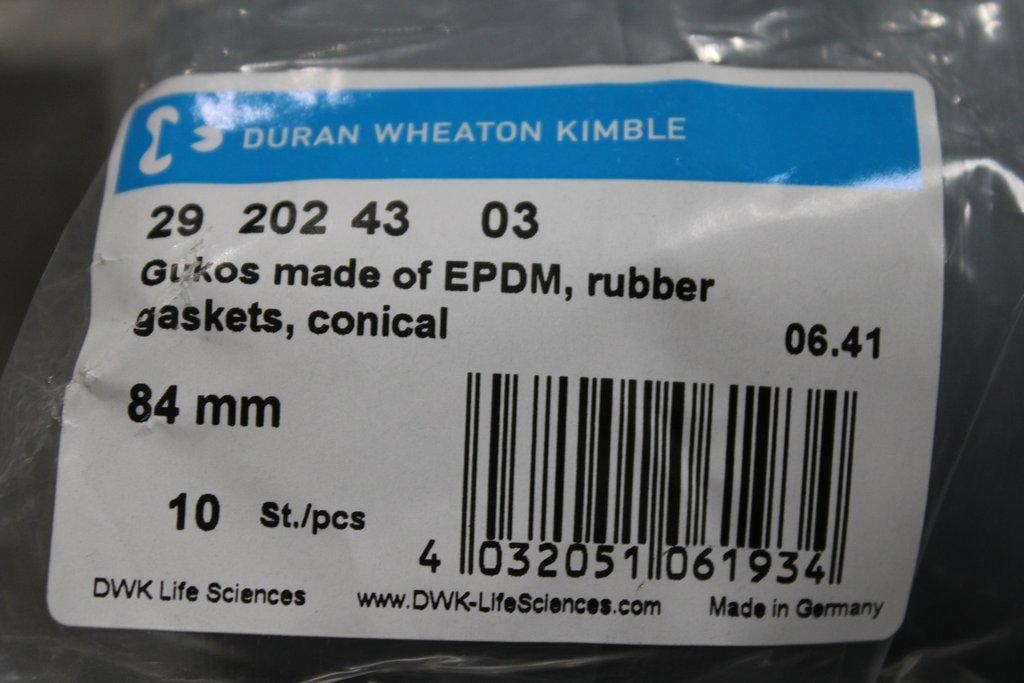 DURAN WHEATON KIMBLE
29 202 43 03
Gukos made of EPDM, rubber
gaskets, conical
06.41
84 mm
10 St./pcs
4 032051 061934
DWK Life Sciences www.DWK-LifeSciences.com Made in Germany